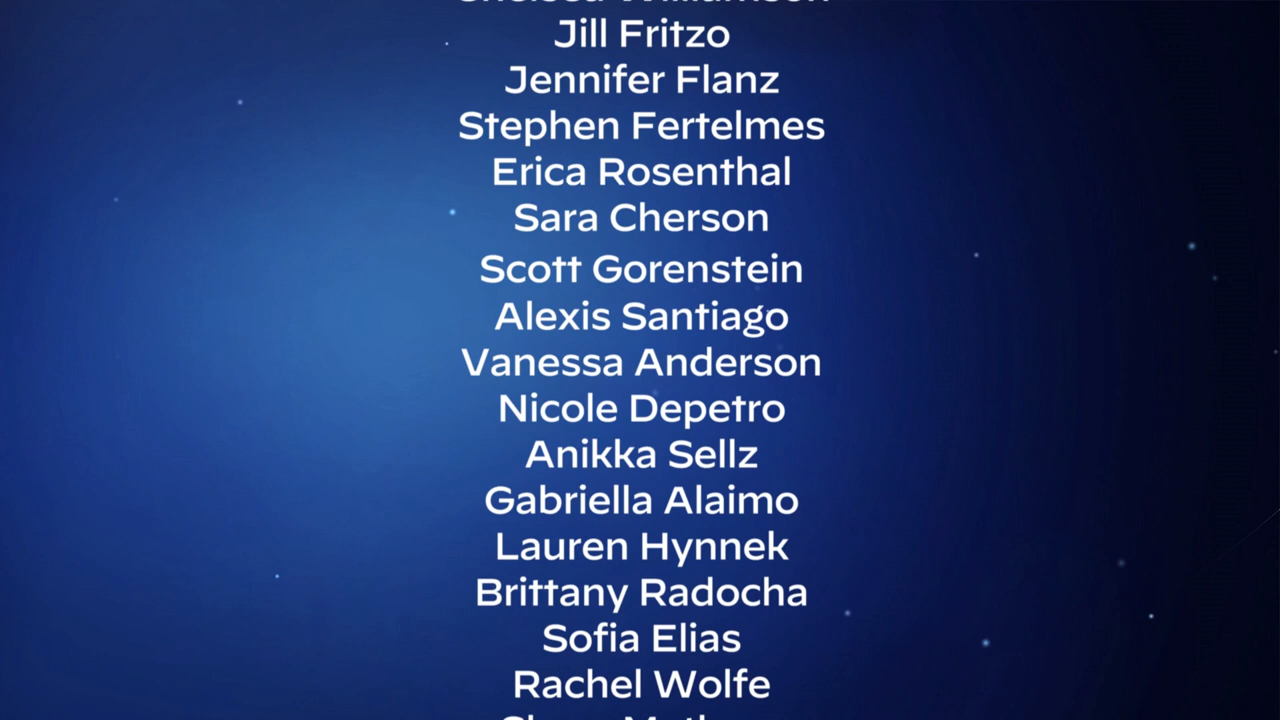 Jill Fritzo
Jennifer Flanz
Stephen Fertelmes
Erica Rosenthal
Sara Cherson
Scott Gorenstein
Alexis Santiago
Vanessa Anderson
Nicole Depetro
Anikka Sellz
Gabriella Alaimo
Lauren Hynnek
Brittany Radocha
Sofia Elias
Rachel Wolfe